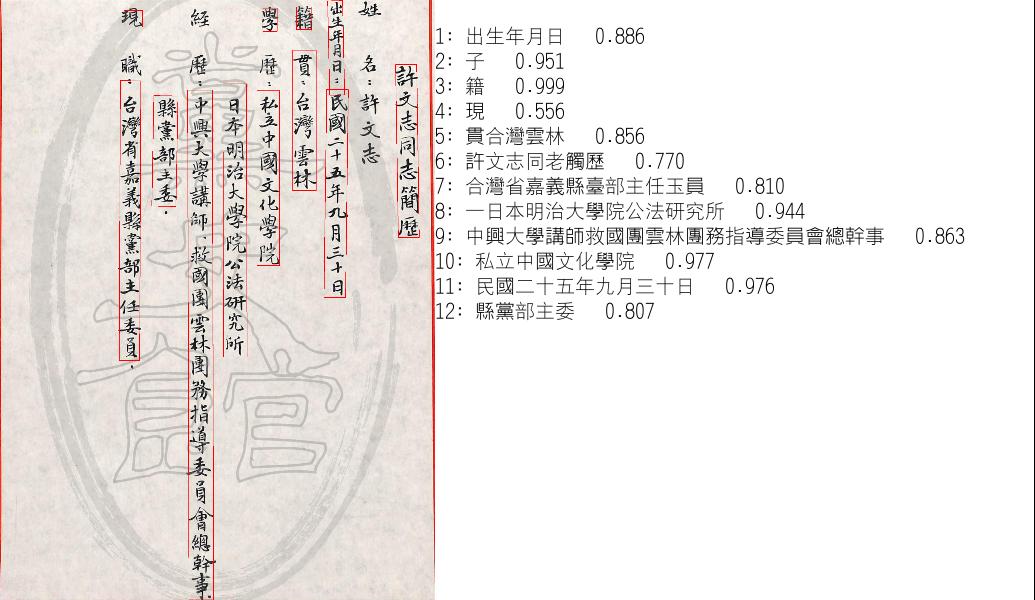 許文志同志簡歷
姓 名：許文志
出生年月日：民國二十五年九月三十日
籍 貫：台灣雲林
學 歷：私立中國文化學院
日本明治大學院公法研究所
經 歷：中興大學講師、救國團雲林團務指導委員會總幹事
縣黨部主委。
現 職：台灣省嘉義縣黨部主任委員。
1: 出生年月日 0.886
2: 子 0.951
3: 籍 0.999
4: 現 0.556
5: 貫合灣雲林 0.856
6: 許文志同老觸歷 0.770
7: 合灣省嘉義縣臺部主任玉員 0.810
8: 一日本明治大學院公法研究所 0.944
9: 中興大學講師救國團雲林團務指導委員會總幹事 0.863
10: 私立中國文化學院 0.977
11: 民國二十五年九月三十日 0.976
12: 縣黨部主委 0.807